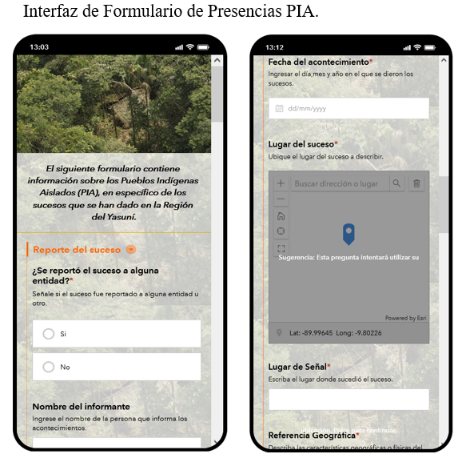 Interfaz de Formulario de Presencias PIA.
13:03
El siguiente formulario contiene
información sobre los Pueblos Indígenas
Aislados (PIA), en específico de los
sucesos que se han dado en la Región
del Yasuní.
Reporte del suceso
¿Se reportó el suceso a alguna
entidad?*
Señale si el suceso fue reportado a alguna entidad u
otro.
Si
No
Nombre del informante
Ingrese el nombre de la persona que informa los
acontecimientos.
13:12
Fecha del acontecimiento*
Ingresar el día,mes y año en el que se dieron los
sucesos.
dd/mm/yyyy
Lugar del suceso*
Ubique el lugar del suceso a describir.
Buscar dirección o lugar
Sugerencia: Esta pregunta intentará utilizar su
Powered by Esri
Lat: -89.99645 Long: -9.80226
Lugar de Señal*
Escriba el lugar donde sucedió el suceso.
Referencia Geográfica*
Describa las características geográficas o físicas del